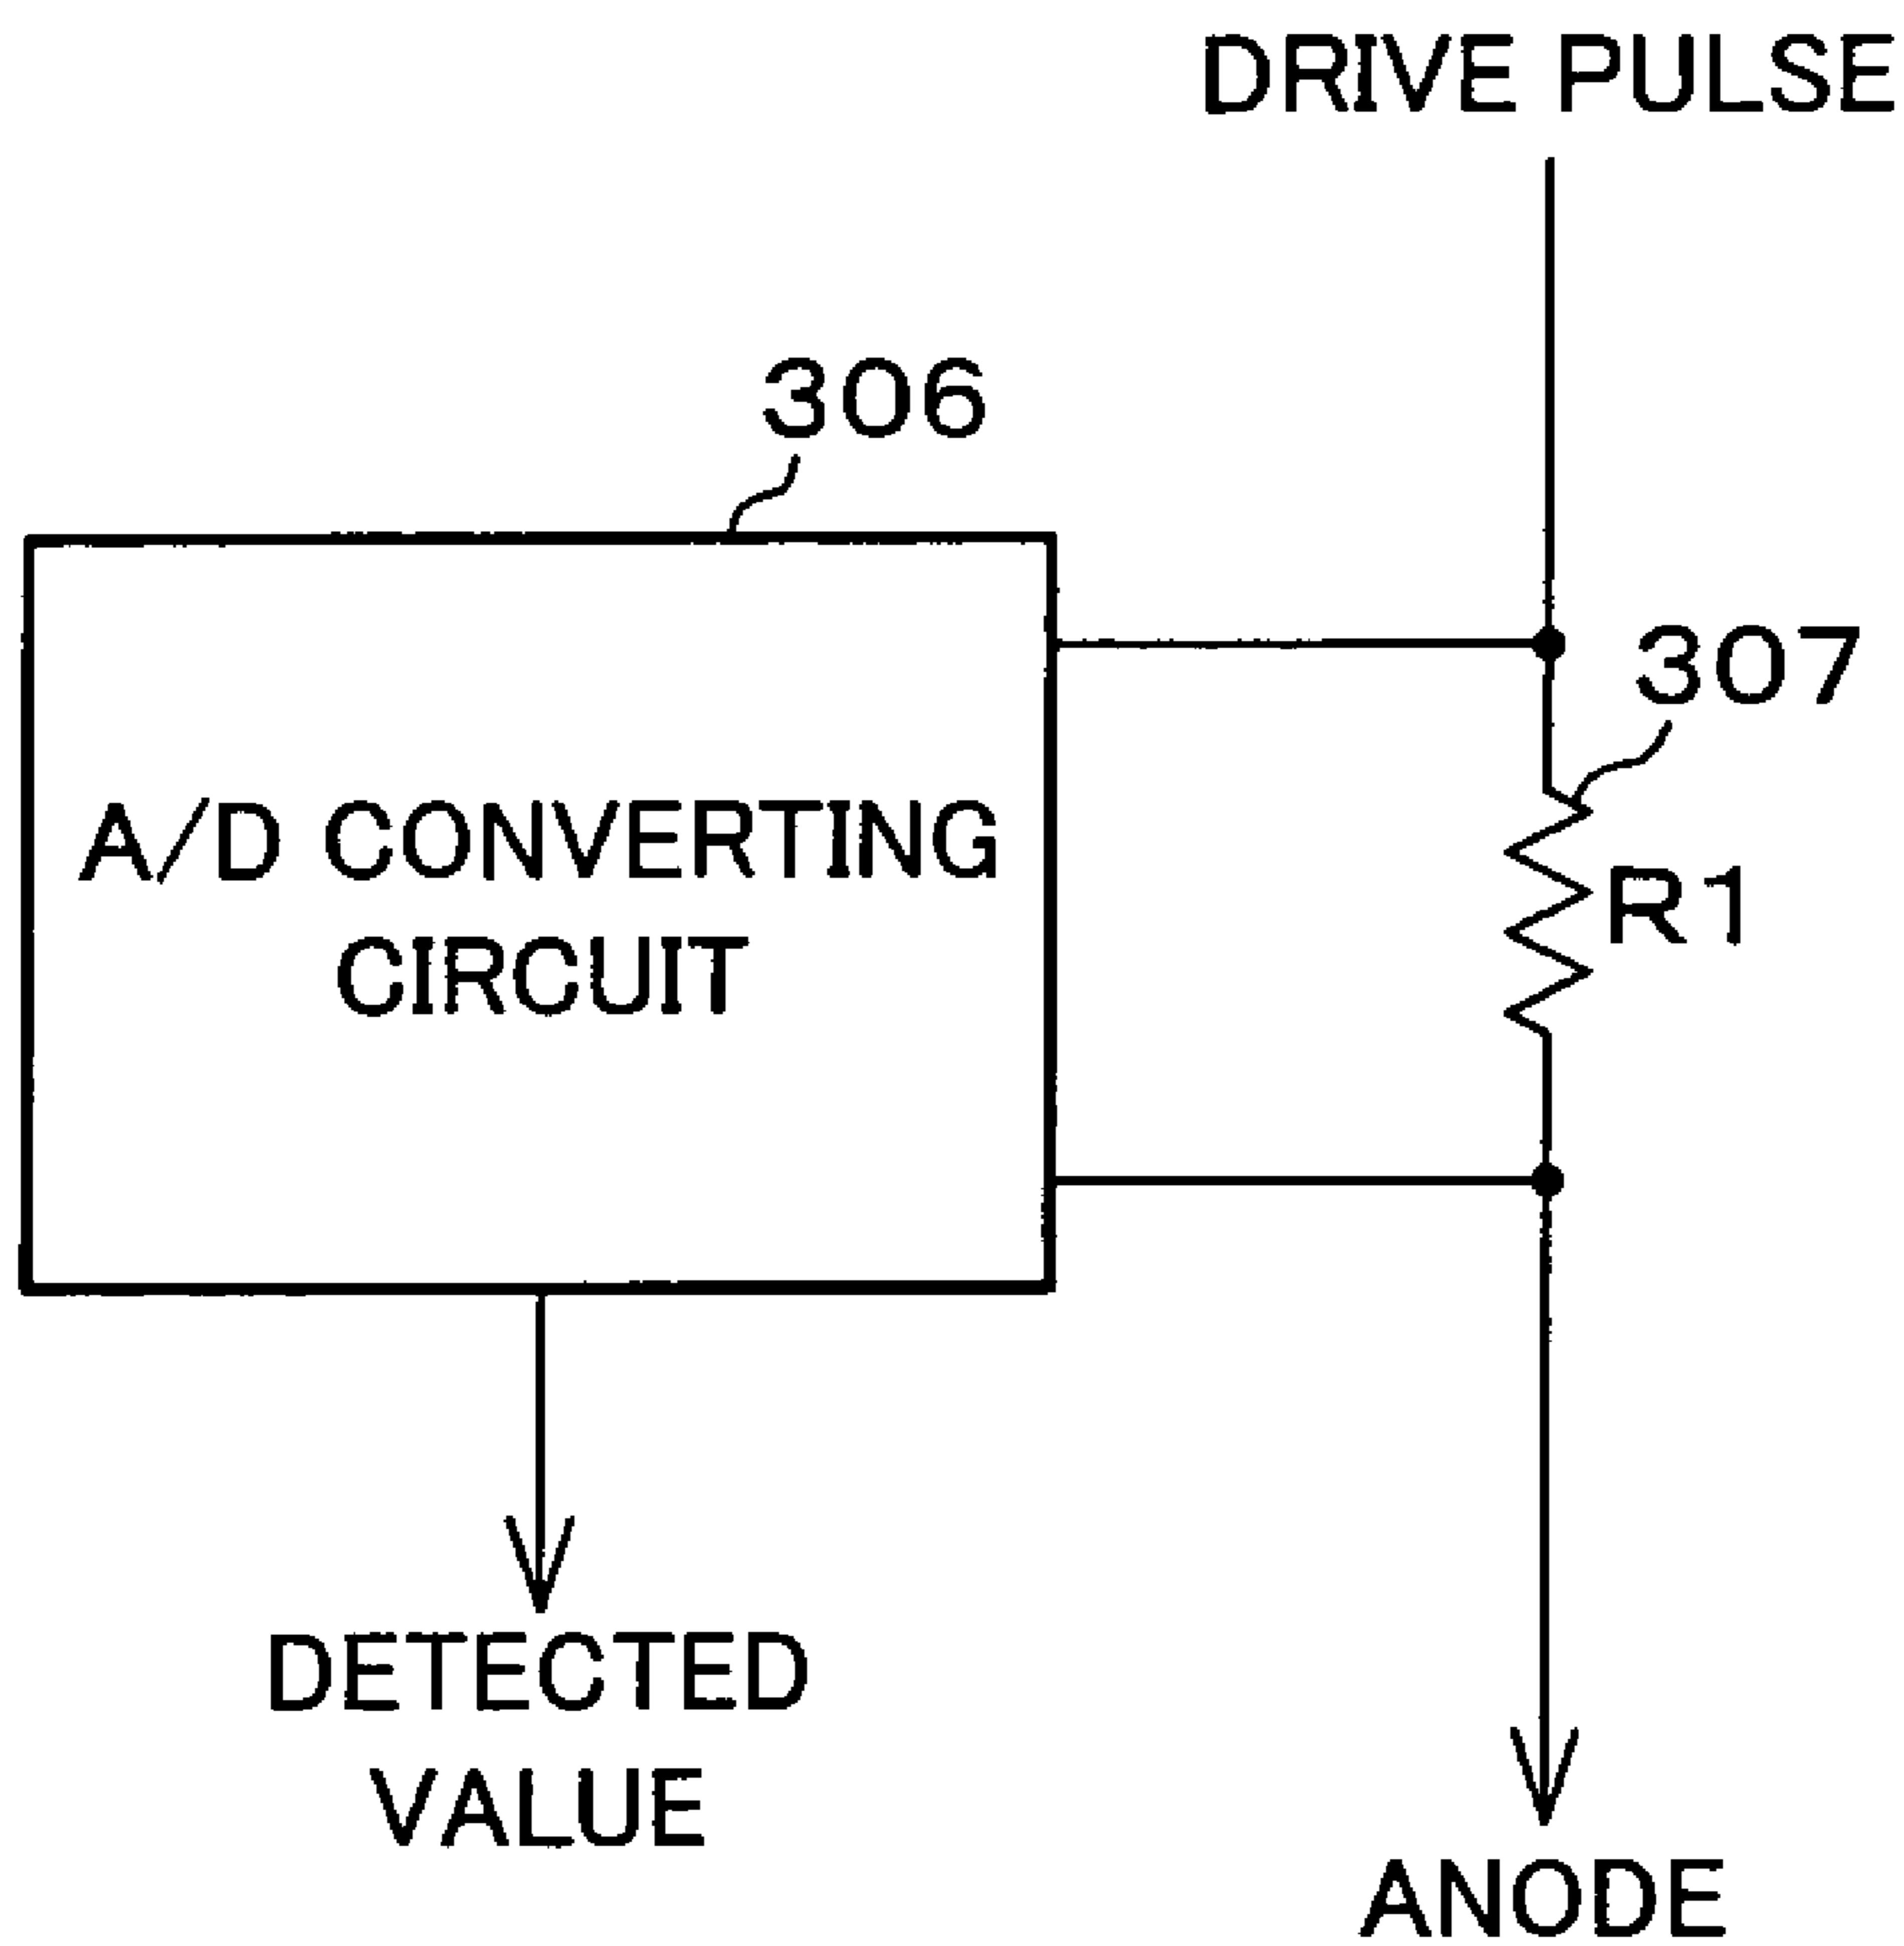 DRIVE PULSE
306
307
A/D CONVERTING
CIRCUIT
R1
DETECTED
VALUE
ANODE